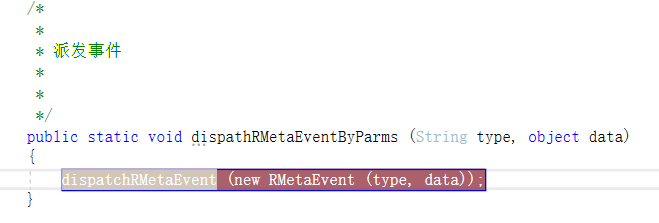 /*
*
* 派发事件
*
*
*/
public static void dispathRMetaEventByParms (String type, object data)
{
dispatchRMetaEvent (new RMetaEvent (type, data));
}